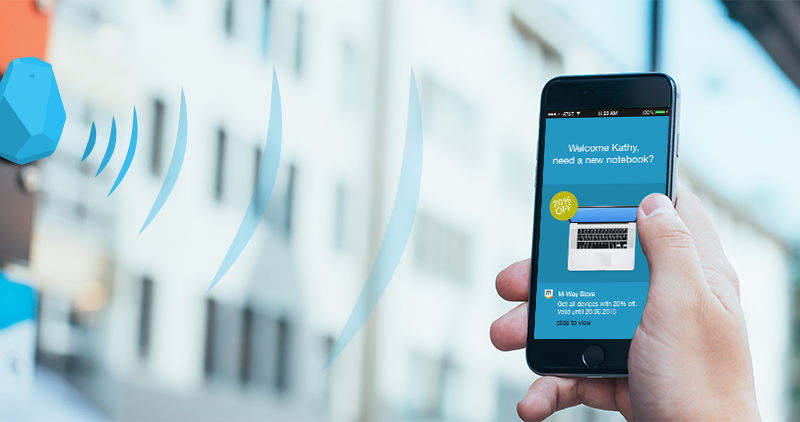 AT&T 11:23 AM 100%
Welcome Kathy,
need a new notebook?
20%
OFF
M-Way Store
Get all devices with 20% off.
Valid until 20.06.2015
slide to view